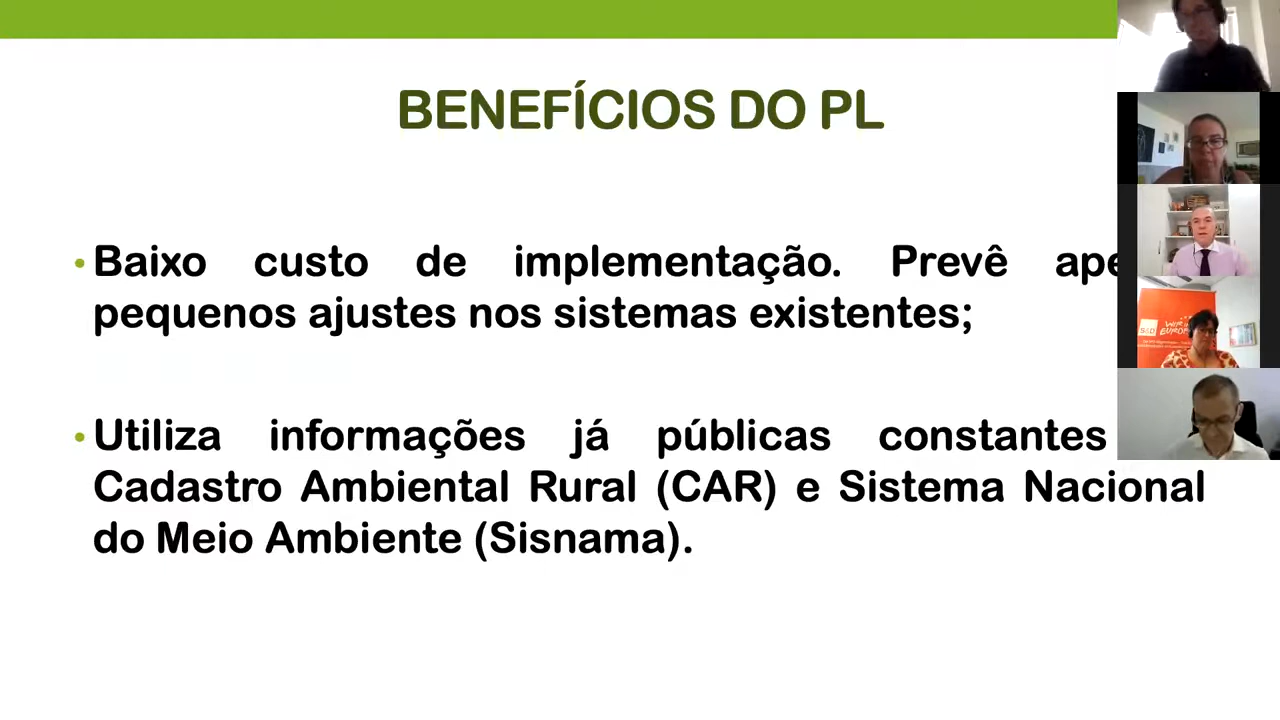 BENEFÍCIOS DO PL
• Baixo custo de implementação. Prevê
pequenos ajustes nos sistemas existentes;
• Utiliza informações já públicas constantes
Cadastro Ambiental Rural (CAR) e Sistema Nacional
do Meio Ambiente (Sisnama).
S&D